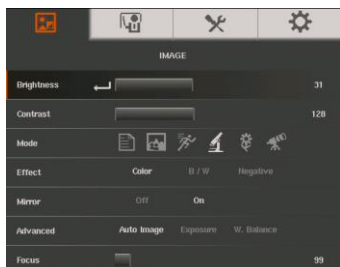 IMAGE
Brightness 31
Contrast 128
Mode
Effect Color B / W Negative
Mirror Off On
Advanced Auto Image Exposure W. Balance
Focus 99